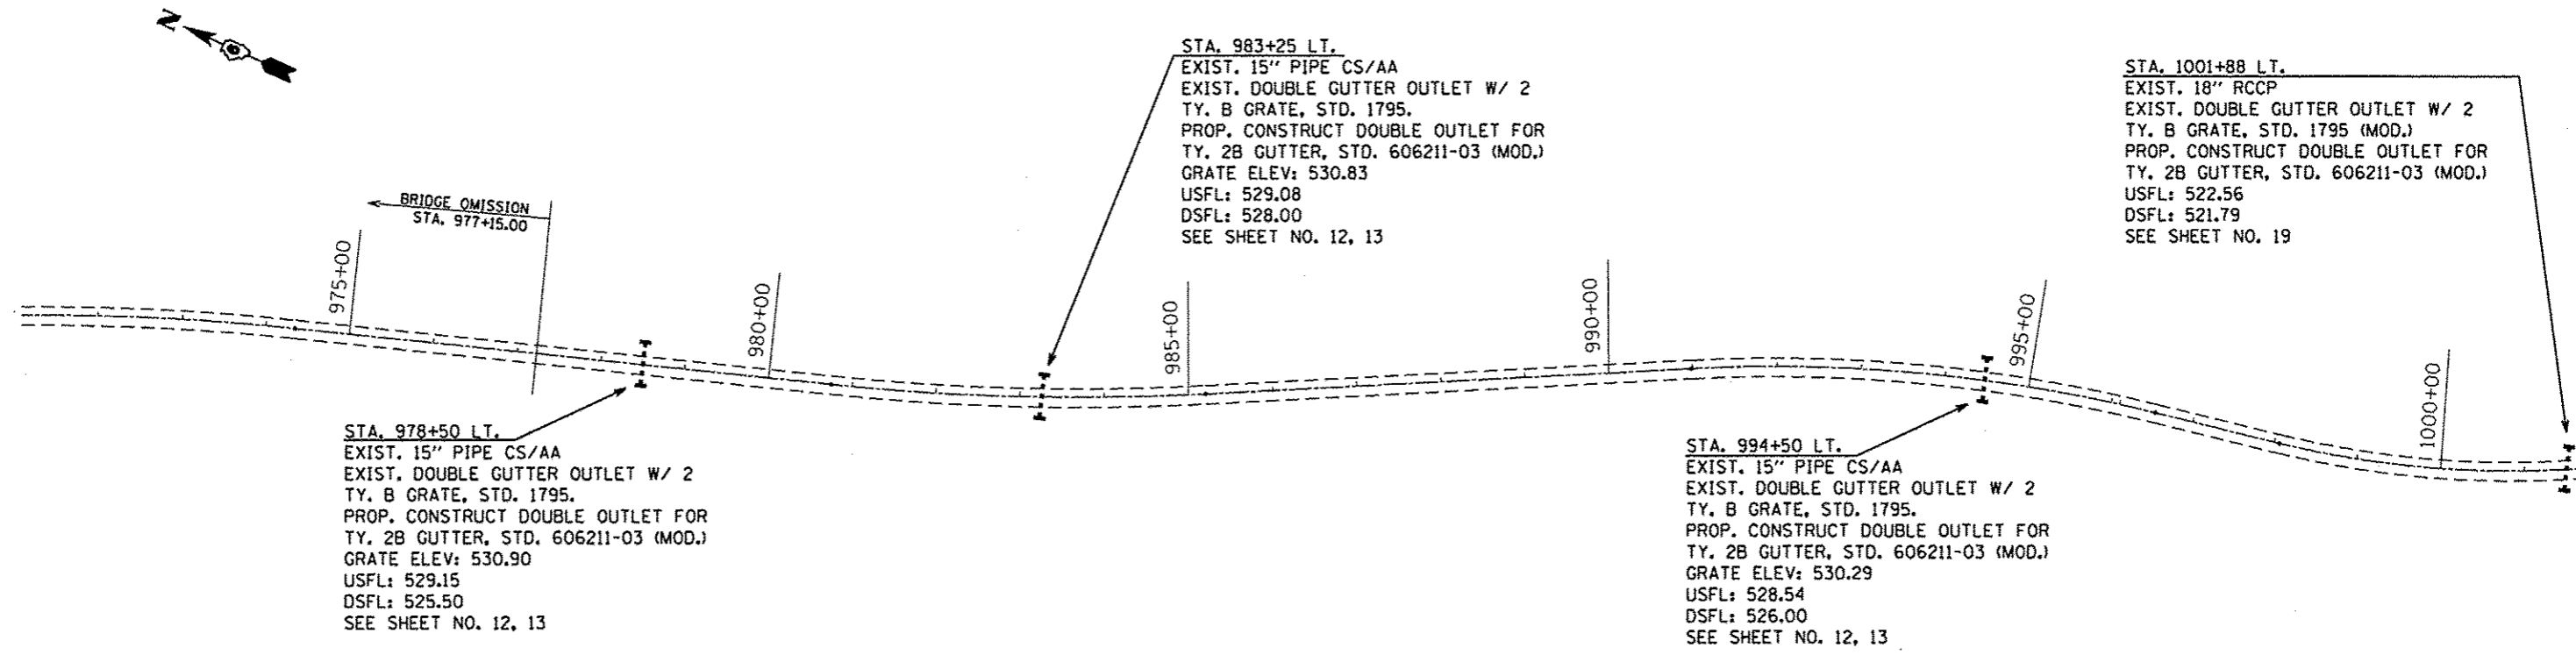 N
STA. 983+25 LT.
EXIST. 15" PIPE CS/AA
EXIST. DOUBLE GUTTER OUTLET W/ 2
TY. B GRATE, STD. 1795.
PROP. CONSTRUCT DOUBLE OUTLET FOR
TY. 2B GUTTER, STD. 606211-03 (MOD.)
GRATE ELEV: 530.83
USFL: 529.08
DSFL: 528.00
SEE SHEET NO. 12, 13
STA. 1001+88 LT.
EXIST. 18" RCCP
EXIST. DOUBLE GUTTER OUTLET W/ 2
TY. B GRATE, STD. 1795 (MOD.)
PROP. CONSTRUCT DOUBLE OUTLET FOR
TY. 2B GUTTER, STD. 606211-03 (MOD.)
USFL: 522.56
DSFL: 521.79
SEE SHEET NO. 19
BRIDGE OMISSION
STA. 977+15.00
975+00
980+00
985+00
990+00
995+00
1000+00
STA. 978+50 LT.
EXIST. 15" PIPE CS/AA
EXIST. DOUBLE GUTTER OUTLET W/ 2
TY. B GRATE, STD. 1795.
PROP. CONSTRUCT DOUBLE OUTLET FOR
TY. 2B GUTTER, STD. 606211-03 (MOD.)
GRATE ELEV: 530.90
USFL: 529.15
DSFL: 525.50
SEE SHEET NO. 12, 13
STA. 994+50 LT.
EXIST. 15" PIPE CS/AA
EXIST. DOUBLE GUTTER OUTLET W/ 2
TY. B GRATE, STD. 1795.
PROP. CONSTRUCT DOUBLE OUTLET FOR
TY. 2B GUTTER, STD. 606211-03 (MOD.)
GRATE ELEV: 530.29
USFL: 528.54
DSFL: 526.00
SEE SHEET NO. 12, 13